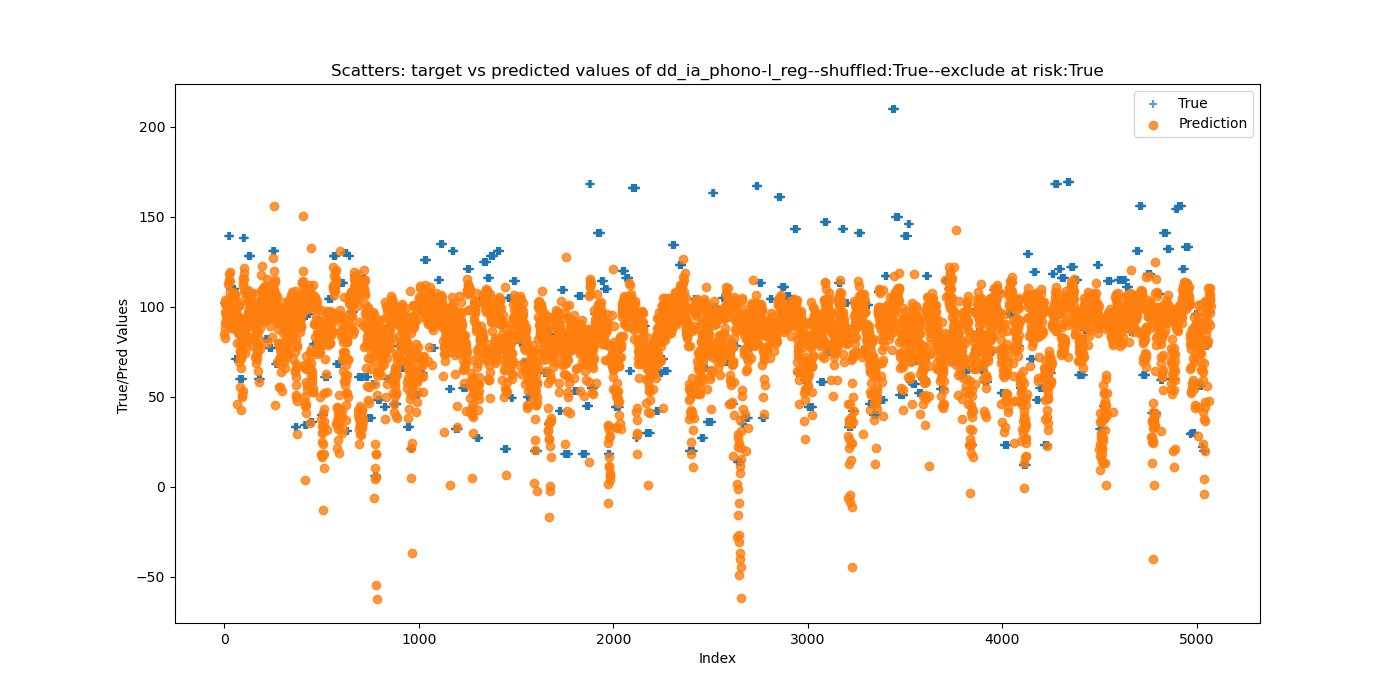 Scatters: target vs predicted values of dd_ia_phono-l_reg--shuffled:True--exclude at risk:True
True
Prediction
200
150
100
50
0
−50
True/Pred Values
0 1000 2000 3000 4000 5000
Index